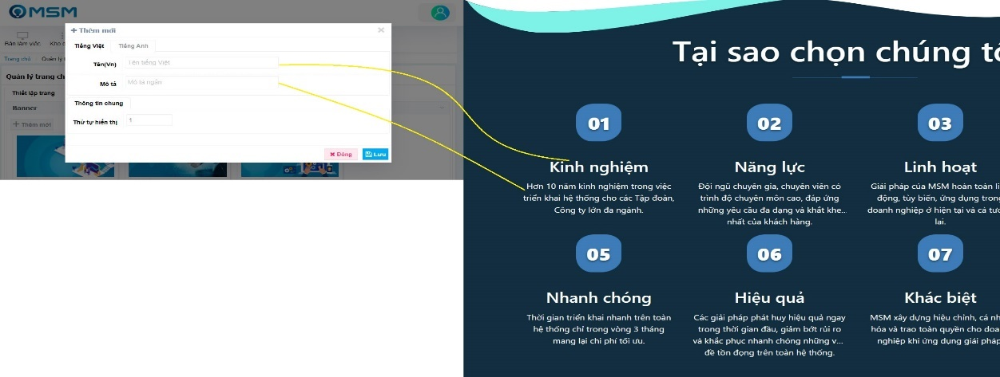 MSM
+ Thêm mới
Bàn làm việc
Kho d
Tiếng Việt
Tiếng Anh
Trang chủ
Quản lý t
Tên(Vn)
Tên tiếng Việt
Quản lý trang ch
Mô tả
Mô tả ngắn
Thiết lập trang
Thông tin chung
Banner
+ Thêm mới
Thứ tự hiển thị
1
Đóng
Lưu
Tại sao chọn chúng tô
01
02
03
Kinh nghiệm
Năng lực
Linh hoạt
Hơn 10 năm kinh nghiệm trong việc
triển khai hệ thống cho các Tập đoàn,
Công ty lớn đa ngành.
Đội ngũ chuyên gia, chuyên viên có
trình độ chuyên môn cao, đáp ứng
những yêu cầu đa dạng và khắt khe...
nhất của khách hàng.
Giải pháp của MSM hoàn toàn li
động, tùy biến, ứng dụng tron
doanh nghiệp ở hiện tại và cả tư
lai.
05
06
07
Nhanh chóng
Hiệu quả
Khác biệt
Thời gian triển khai nhanh trên toàn
hệ thống chỉ trong vòng 3 tháng
mang lại chi phí tối ưu.
Các giải pháp phát huy hiệu quả ngay
trong thời gian đầu, giảm bớt rủi ro
và khắc phục nhanh chóng những v...
đề tồn đọng trên toàn hệ thống.
MSM xây dựng hiệu chỉnh, cá nh
hóa và trao toàn quyền cho doa
nghiệp khi ứng dụng giải pháp